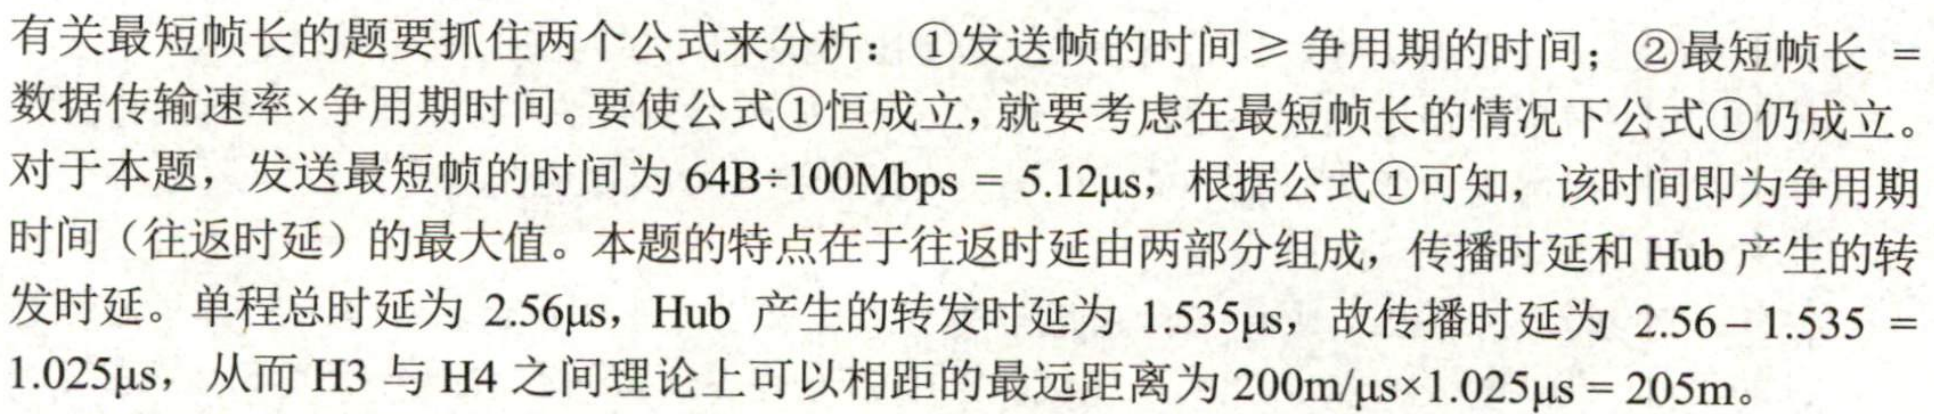 有关最短帧长的题要抓住两个公式来分析：①发送帧的时间≥争用期的时间；②最短帧长 =
数据传输速率×争用期时间。要使公式①恒成立，就要考虑在最短帧长的情况下公式①仍成立。
对于本题，发送最短帧的时间为 64B÷100Mbps = 5.12μs，根据公式①可知，该时间即为争用期
时间（往返时延）的最大值。本题的特点在于往返时延由两部分组成，传播时延和 Hub 产生的转
发时延。单程总时延为 2.56μs，Hub 产生的转发时延为 1.535μs，故传播时延为 2.56－1.535 =
1.025μs，从而 H3 与 H4 之间理论上可以相距的最远距离为 200m/μs×1.025μs = 205m。